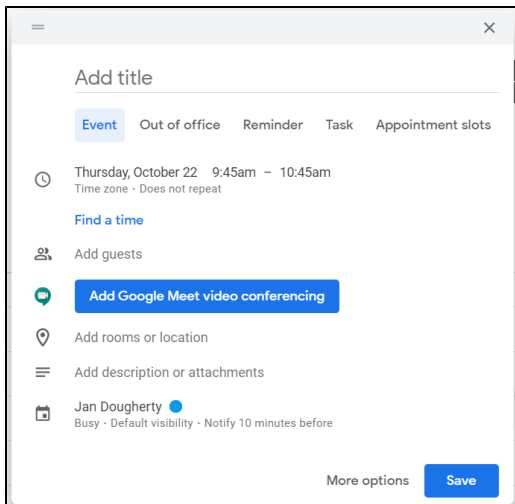 Add title
Event Out of office Reminder Task Appointment slots
Thursday, October 22 9:45am – 10:45am
Time zone · Does not repeat
Find a time
Add guests
Add Google Meet video conferencing
Add rooms or location
Add description or attachments
Jan Dougherty
Busy · Default visibility · Notify 10 minutes before
More options Save